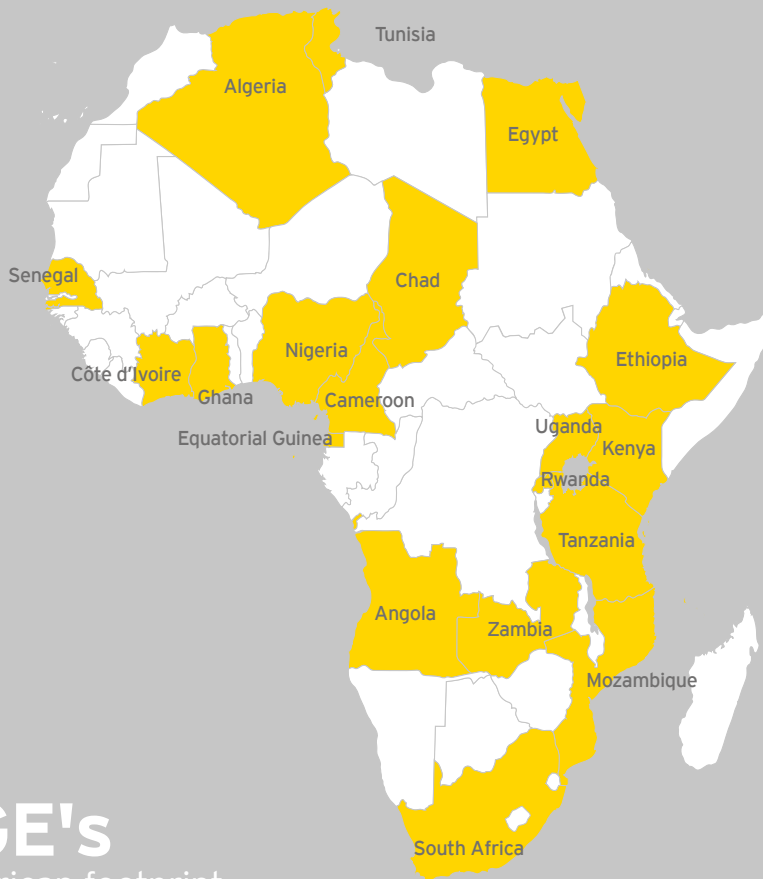 Tunisia
Algeria
Egypt
Senegal
Chad
Nigeria
Ethiopia
Côte d'Ivoire
Ghana
Cameroon
Uganda
Equatorial Guinea
Kenya
Rwanda
Tanzania
Angola
Zambia
Mozambique
GE's
South Africa
footprint